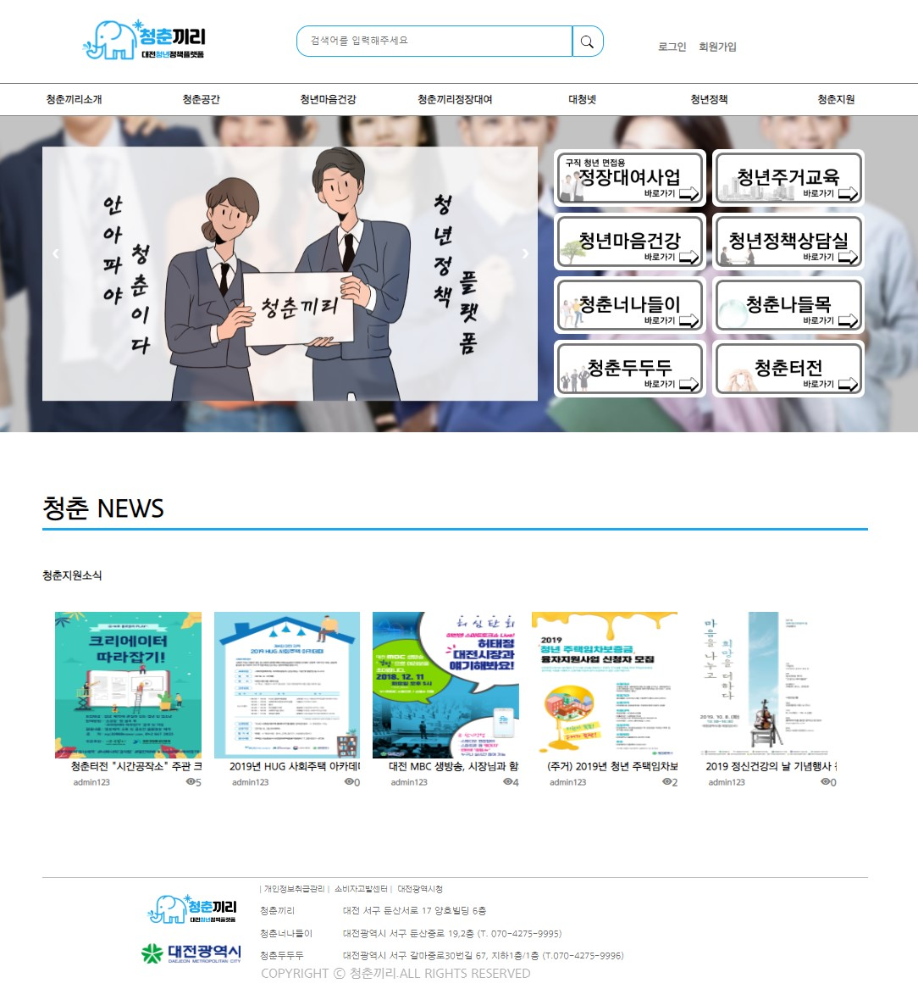 청춘끼리
대전청년정책플랫폼
검색어를 입력해주세요
로그인 회원가입
청춘끼리소개 청춘공간 청년마음건강 청춘끼리정장대여 대청넷 청년정책 청춘지원
안아파야
청춘이다
청춘끼리
청년정책
플랫폼
구직 청년 면접용
정장대여사업
바로가기
청년주거교육
바로가기
청년마음건강
바로가기
청년정책상담실
바로가기
청춘너나들이
바로가기
청춘나들목
바로가기
청춘두두두
바로가기
청춘터전
바로가기
청춘 NEWS
청춘지원소식
크리에이터
따라잡기!
2019 HUG 사회주택 아카데미
허심탄회
스마트토크쇼 Live!
허태정
대전시장과
얘기해봐요!
대전 MBC 생방송
2018. 12. 11
2019
청년 주택임차보증금,
융자지원사업 신청자 모집
마음을 나누고
희망을 더하다
2019. 10. 8. (화)
청춘터전 "시간공작소" 주관 크
admin123 5
2019년 HUG 사회주택 아카데미
admin123 0
대전 MBC 생방송, 시장님과 함
admin123 4
(주거) 2019년 청년 주택임차보
admin123 2
2019 정신건강의 날 기념행사
admin123 0
청춘끼리
대전청년정책플랫폼
대전광역시
DAEJEON METROPOLITAN CITY
| 개인정보취급관리 | 소비자고발센터 | 대전광역시청
청춘끼리 대전 서구 둔산서로 17 양호빌딩 6층
청춘너나들이 대전광역시 서구 둔산중로 19,2층 (T. 070-4275-9995)
청춘두두두 대전광역시 서구 갈마중로30번길 67, 지하1층/1층 (T.070-4275-9996)
COPYRIGHT ⓒ 청춘끼리.ALL RIGHTS RESERVED